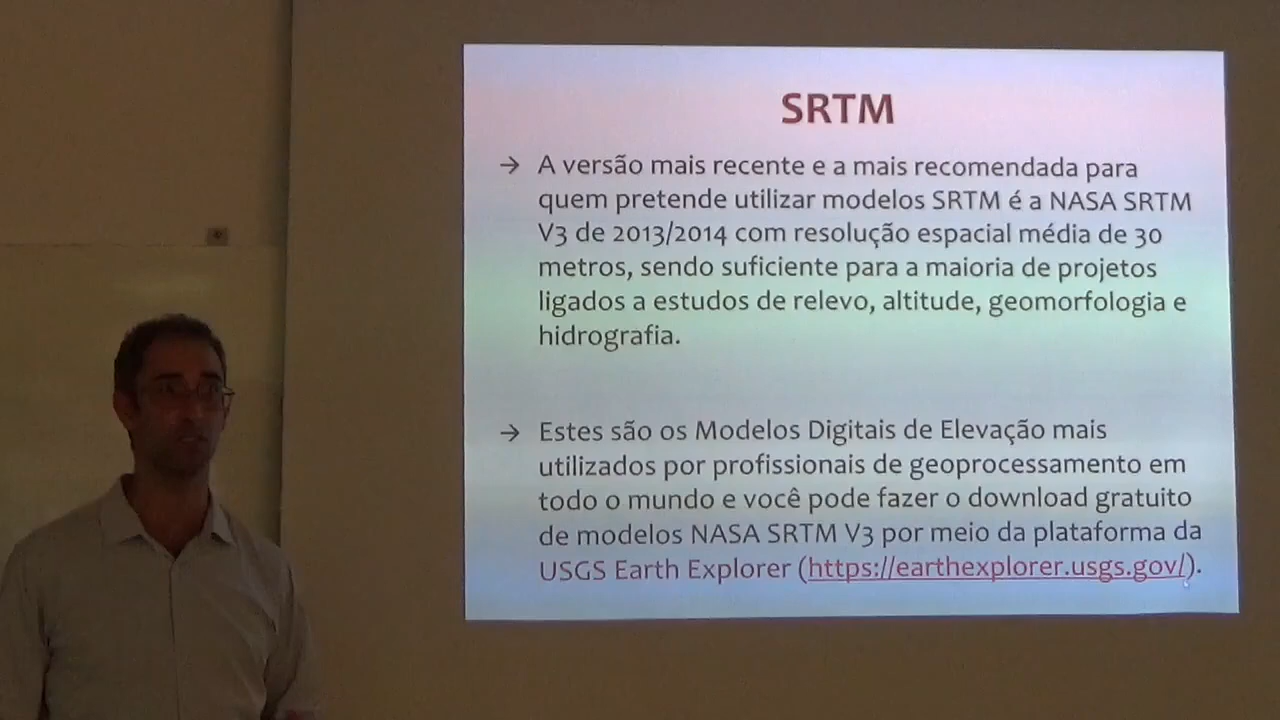 SRTM
→ A versão mais recente e a mais recomendada para
quem pretende utilizar modelos SRTM é a NASA SRTM
V3 de 2013/2014 com resolução espacial média de 30
metros, sendo suficiente para a maioria de projetos
ligados a estudos de relevo, altitude, geomorfologia e
hidrografia.
→ Estes são os Modelos Digitais de Elevação mais
utilizados por profissionais de geoprocessamento em
todo o mundo e você pode fazer o download gratuito
de modelos NASA SRTM V3 por meio da plataforma da
USGS Earth Explorer (https://earthexplorer.usgs.gov/).